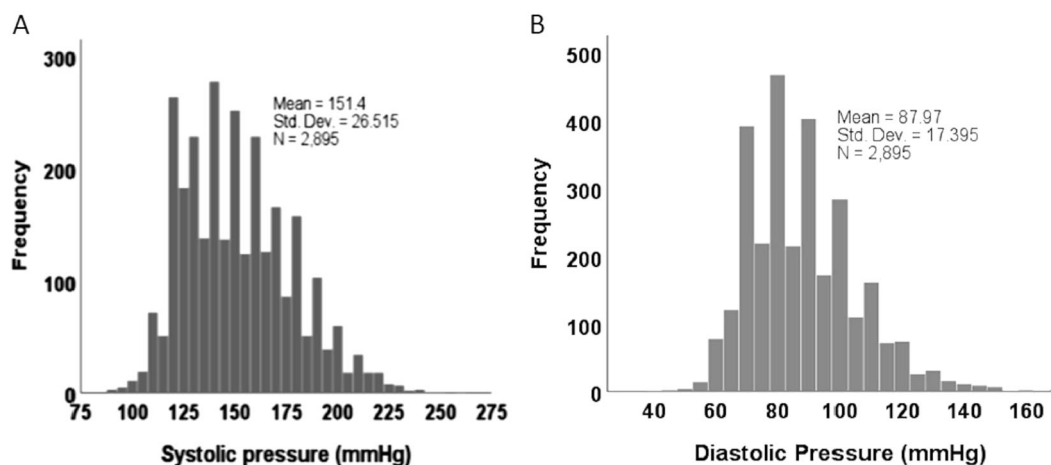 A
300
200
100
0
Frequency
Mean = 151.4
Std. Dev. = 26.515
N = 2,895
75 100 125 150 175 200 225 250 275
Systolic pressure (mmHg)
B
500
400
300
200
100
0
Frequency
Mean = 87.97
Std. Dev. = 17.395
N = 2,895
40 60 80 100 120 140 160
Diastolic Pressure (mmHg)